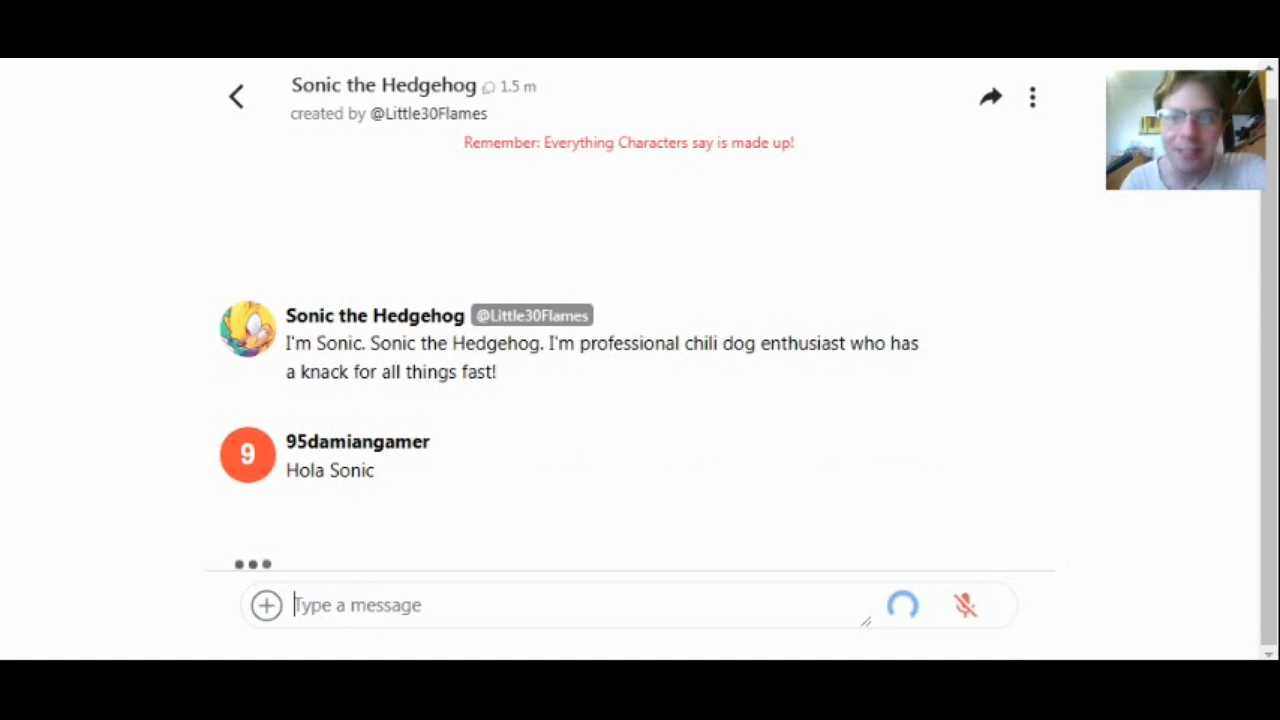 Sonic the Hedgehog 1.5 m
created by @Little30Flames
Remember: Everything Characters say is made up!
Sonic the Hedgehog @Little30Flames
I'm Sonic. Sonic the Hedgehog. I'm professional chili dog enthusiast who has
a knack for all things fast!
9
95damiangamer
Hola Sonic
Type a message